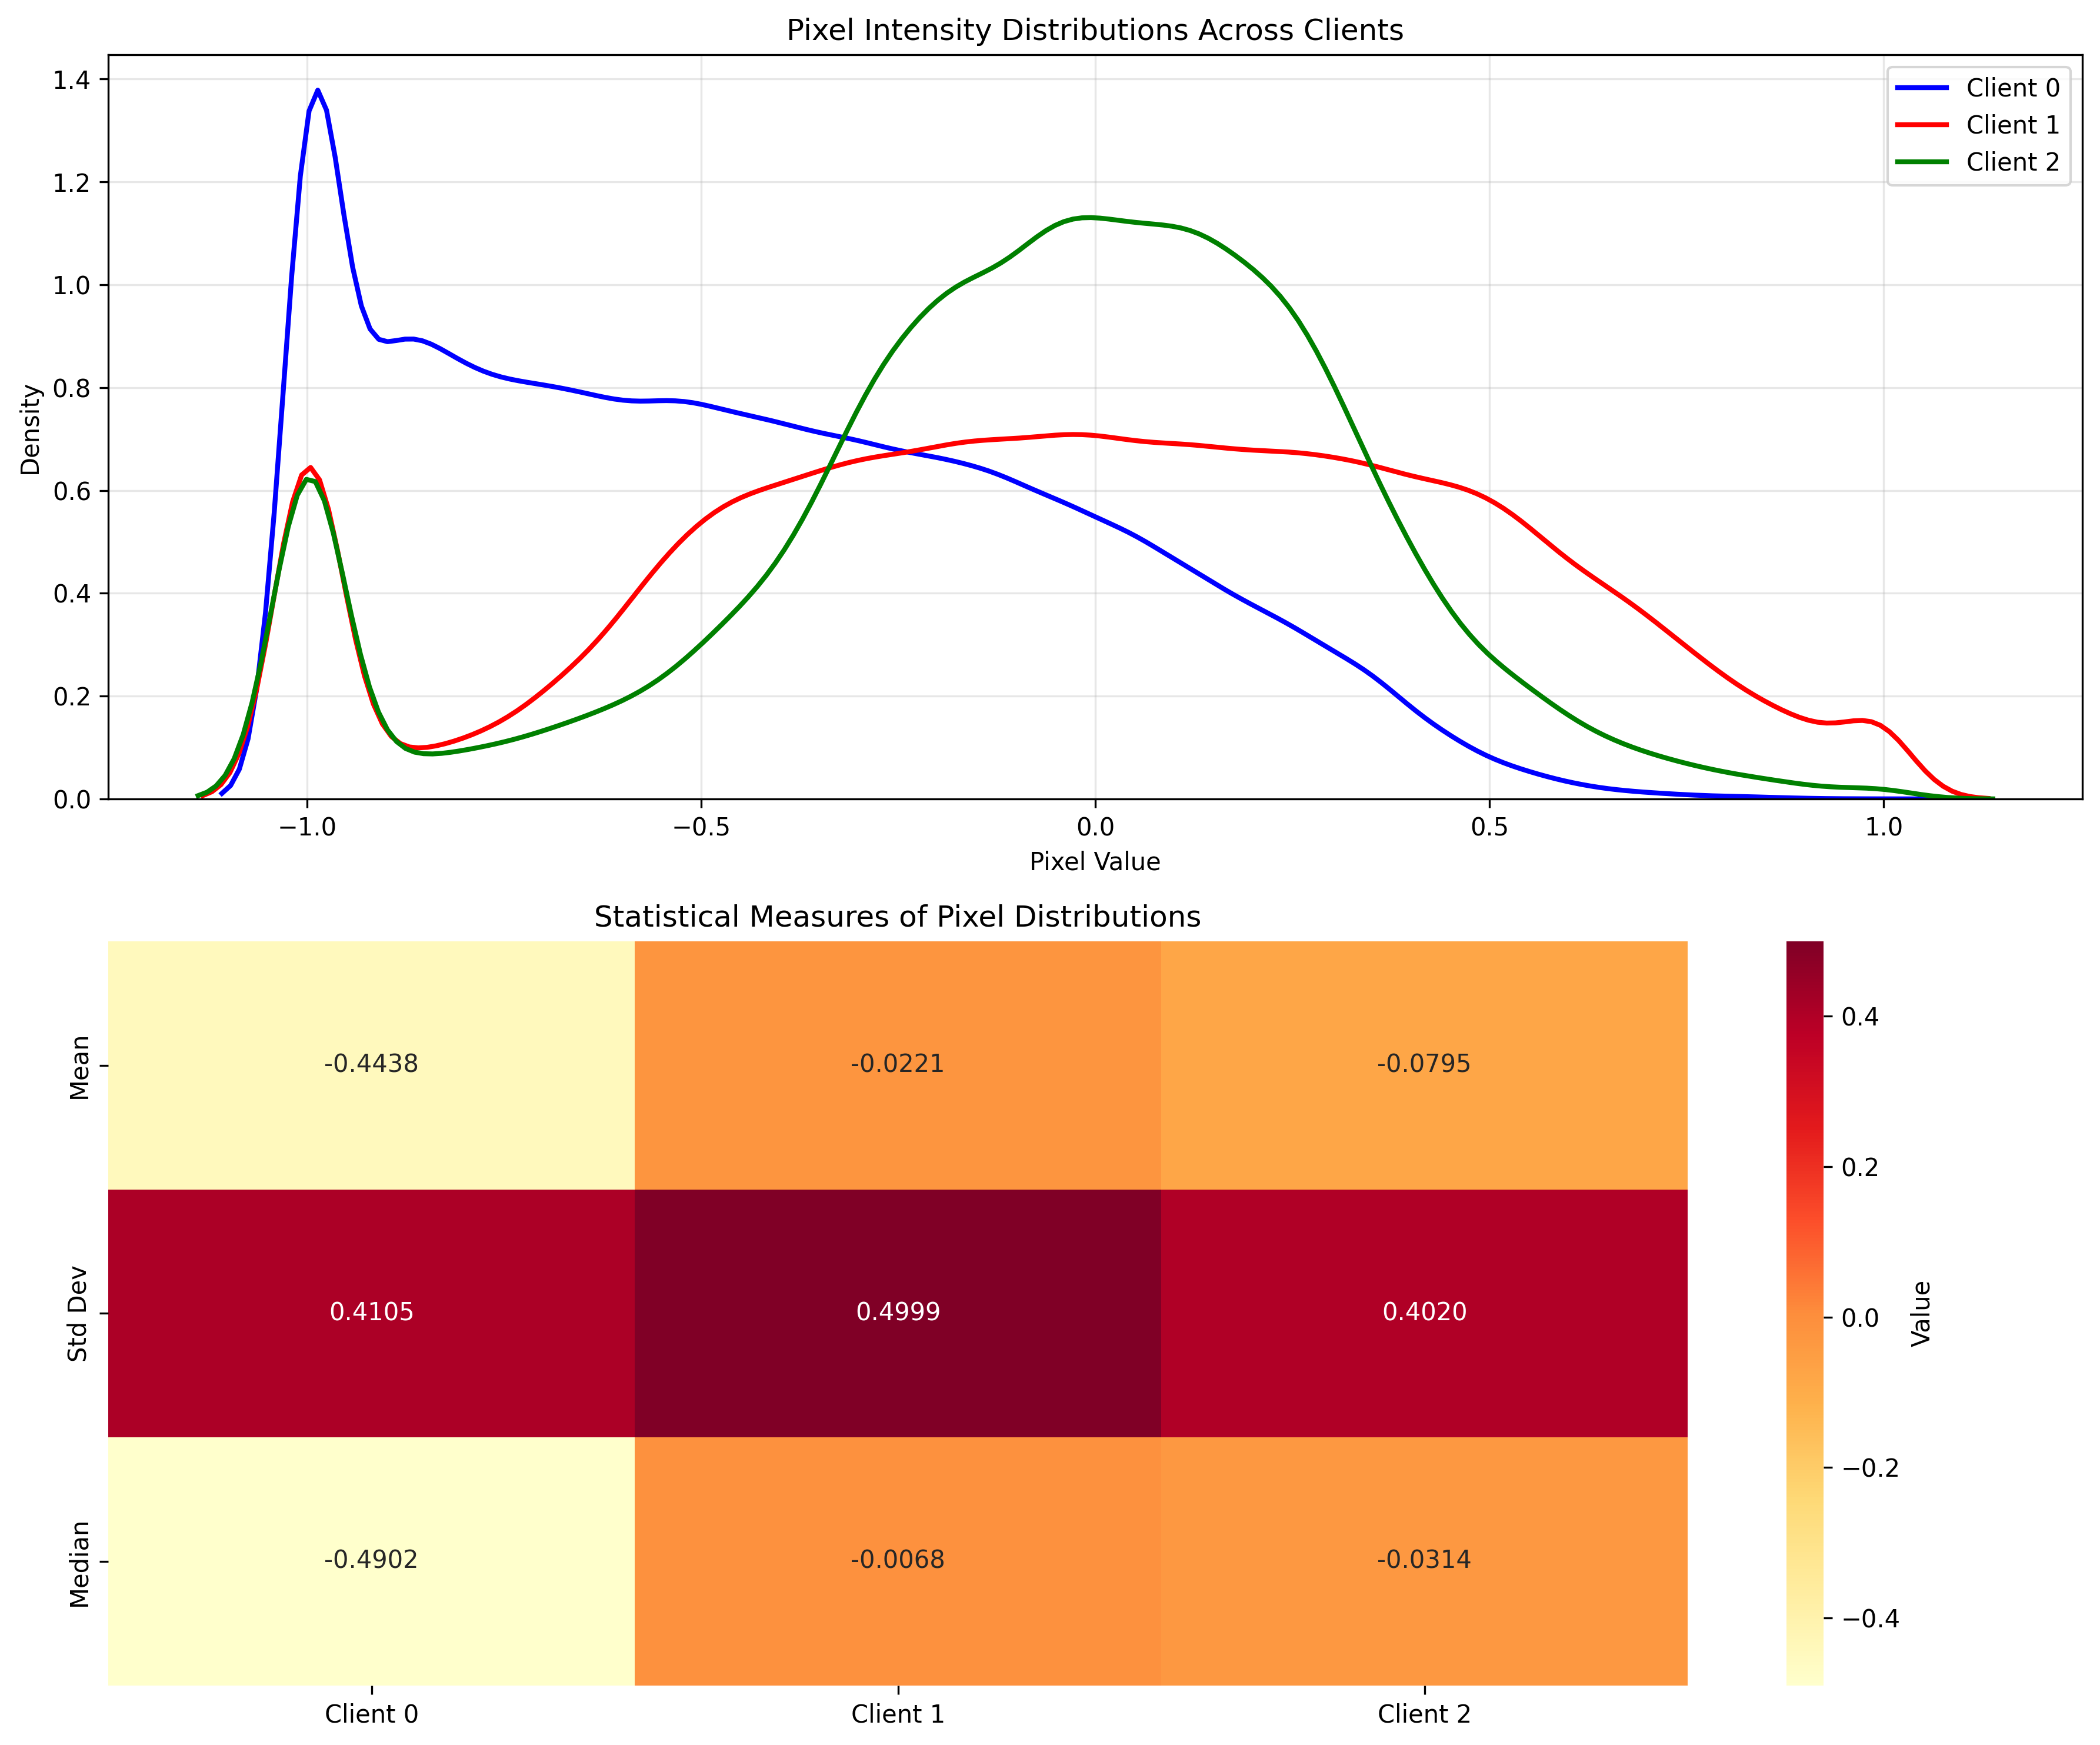 Pixel Intensity Distributions Across Clients
1.4
1.2
1.0
0.8
0.6
0.4
0.2
0.0
Density
Client 0
Client 1
Client 2
−1.0
−0.5
0.0
0.5
1.0
Pixel Value
Statistical Measures of Pixel Distributions
Mean
-0.4438
-0.0221
-0.0795
Std Dev
0.4105
0.4999
0.4020
Median
-0.4902
-0.0068
-0.0314
Client 0
Client 1
Client 2
0.4
0.2
0.0
−0.2
−0.4
Value